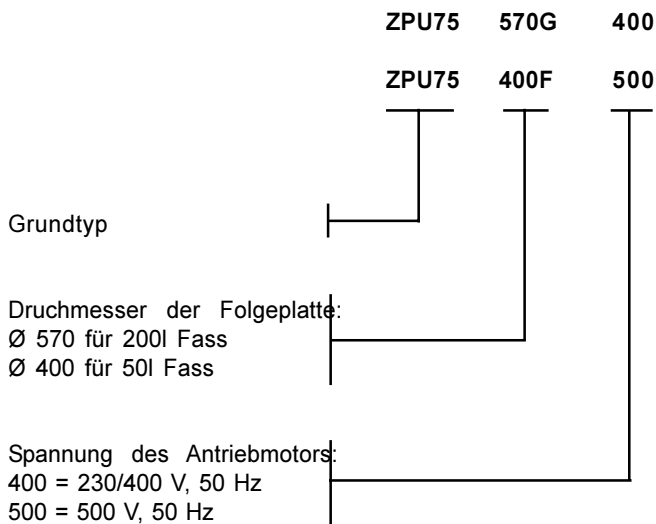 ZPU75 570G 400
ZPU75 400F 500
Grundtyp
Druchmesser der Folgeplatte:
Ø 570 für 200l Fass
Ø 400 für 50l Fass
Spannung des Antriebmotors:
400 = 230/400 V, 50 Hz
500 = 500 V, 50 Hz